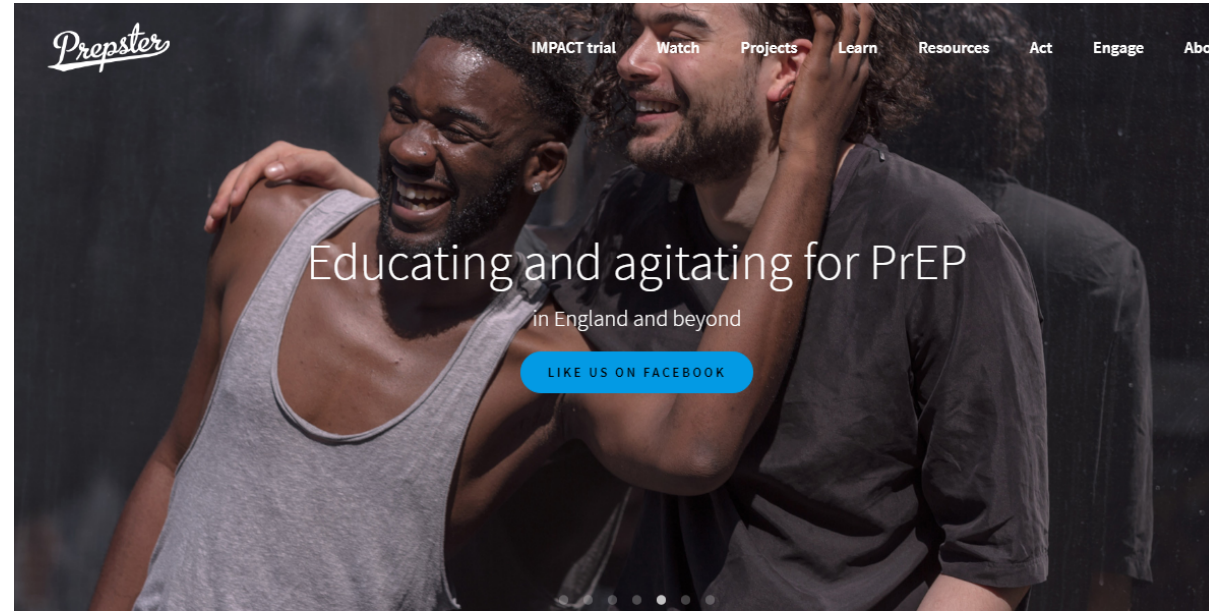 Prepster
IMPACT trial Watch Projects Learn Resources Act Engage Abo
Educating and agitating for PrEP
in England and beyond
LIKE US ON FACEBOOK